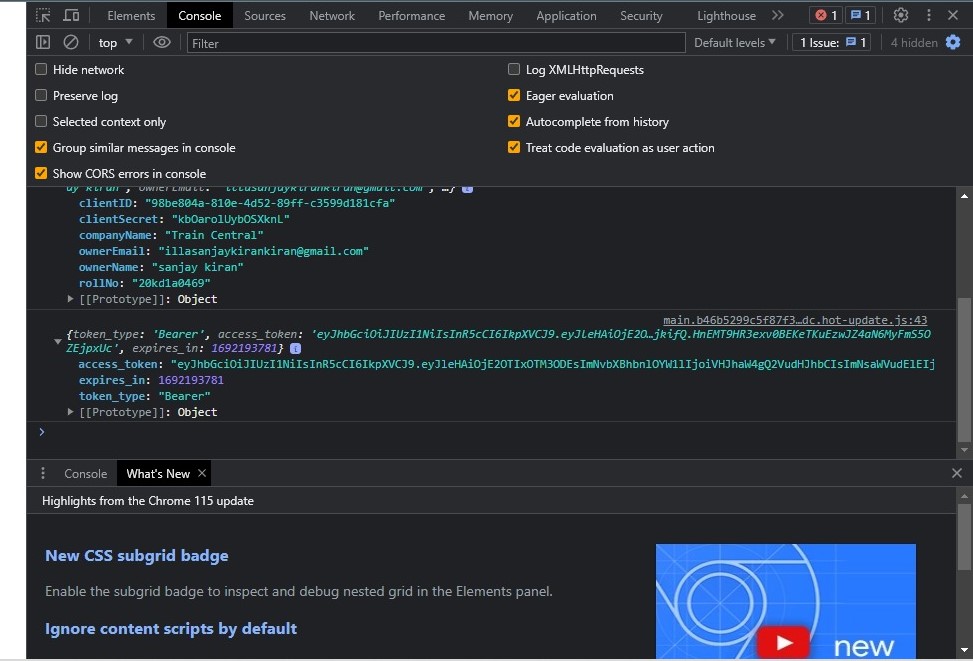 Elements Console Sources Network Performance Memory Application Security Lighthouse 1 1
top Filter Default levels 1 Issue: 1 4 hidden
Hide network Log XMLHttpRequests
Preserve log Eager evaluation
Selected context only Autocomplete from history
Group similar messages in console Treat code evaluation as user action
Show CORS errors in console
ay kiran', ownerEmail: 'illasanjaykirankiran@gmail.com', …}
clientID: "98be804a-810e-4d52-89ff-c3599d181cfa"
clientSecret: "kbOarolUybOSXknL"
companyName: "Train Central"
ownerEmail: "illasanjaykirankiran@gmail.com"
ownerName: "sanjay kiran"
rollNo: "20kd1a0469"
[[Prototype]]: Object
main.b46b5299c5f87f3…dc.hot-update.js:43
{token_type: 'Bearer', access_token: 'eyJhbGciOiJIUzI1NiIsInR5cCI6IkpXVCJ9.eyJleHAiOjE2O…jkifQ.HnEMT9HR3exv0BEKeTKuEzwJZ4aN6MyFmS5O
ZEjpxUc', expires_in: 1692193781}
access_token: "eyJhbGciOiJIUzI1NiIsInR5cCI6IkpXVCJ9.eyJleHAiOjE2OTIxOTM3ODEsImNvbXBhbnlOYW1lIjoiVHJhaW4gQ2VudHJhbCIsImNsaWVudElEIj
expires_in: 1692193781
token_type: "Bearer"
[[Prototype]]: Object
Console What's New
Highlights from the Chrome 115 update
New CSS subgrid badge
Enable the subgrid badge to inspect and debug nested grid in the Elements panel.
Ignore content scripts by default
new